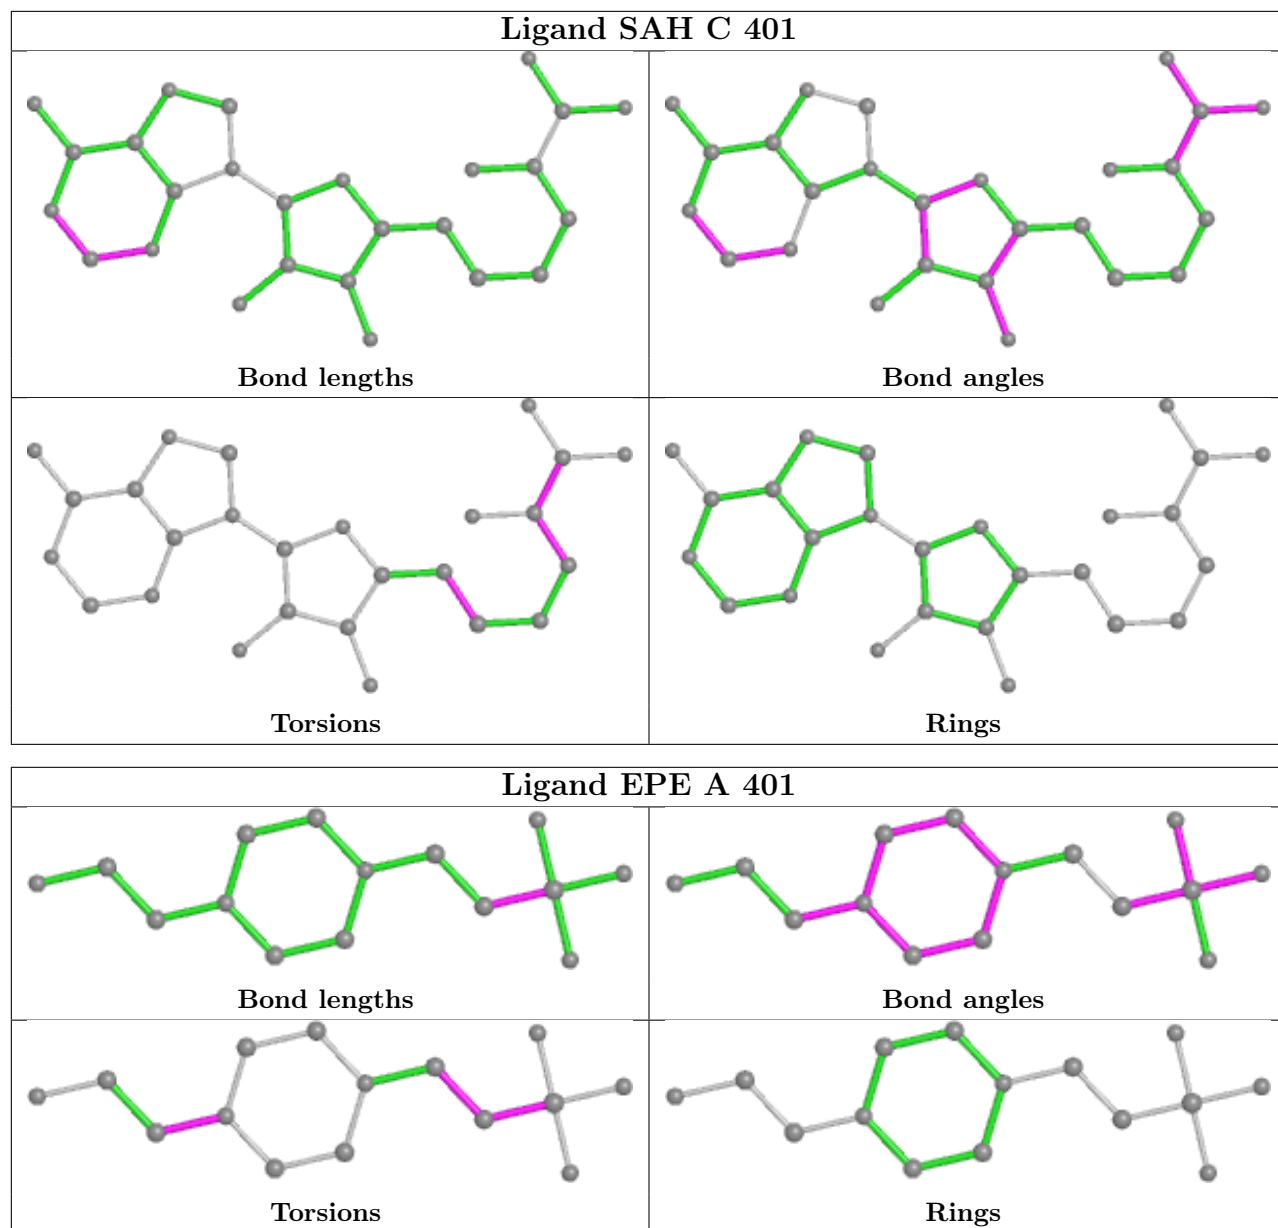 Ligand SAH C 401
Bond lengths
Bond angles
Torsions
Rings
Ligand EPE A 401
Bond lengths
Bond angles
Torsions
Rings